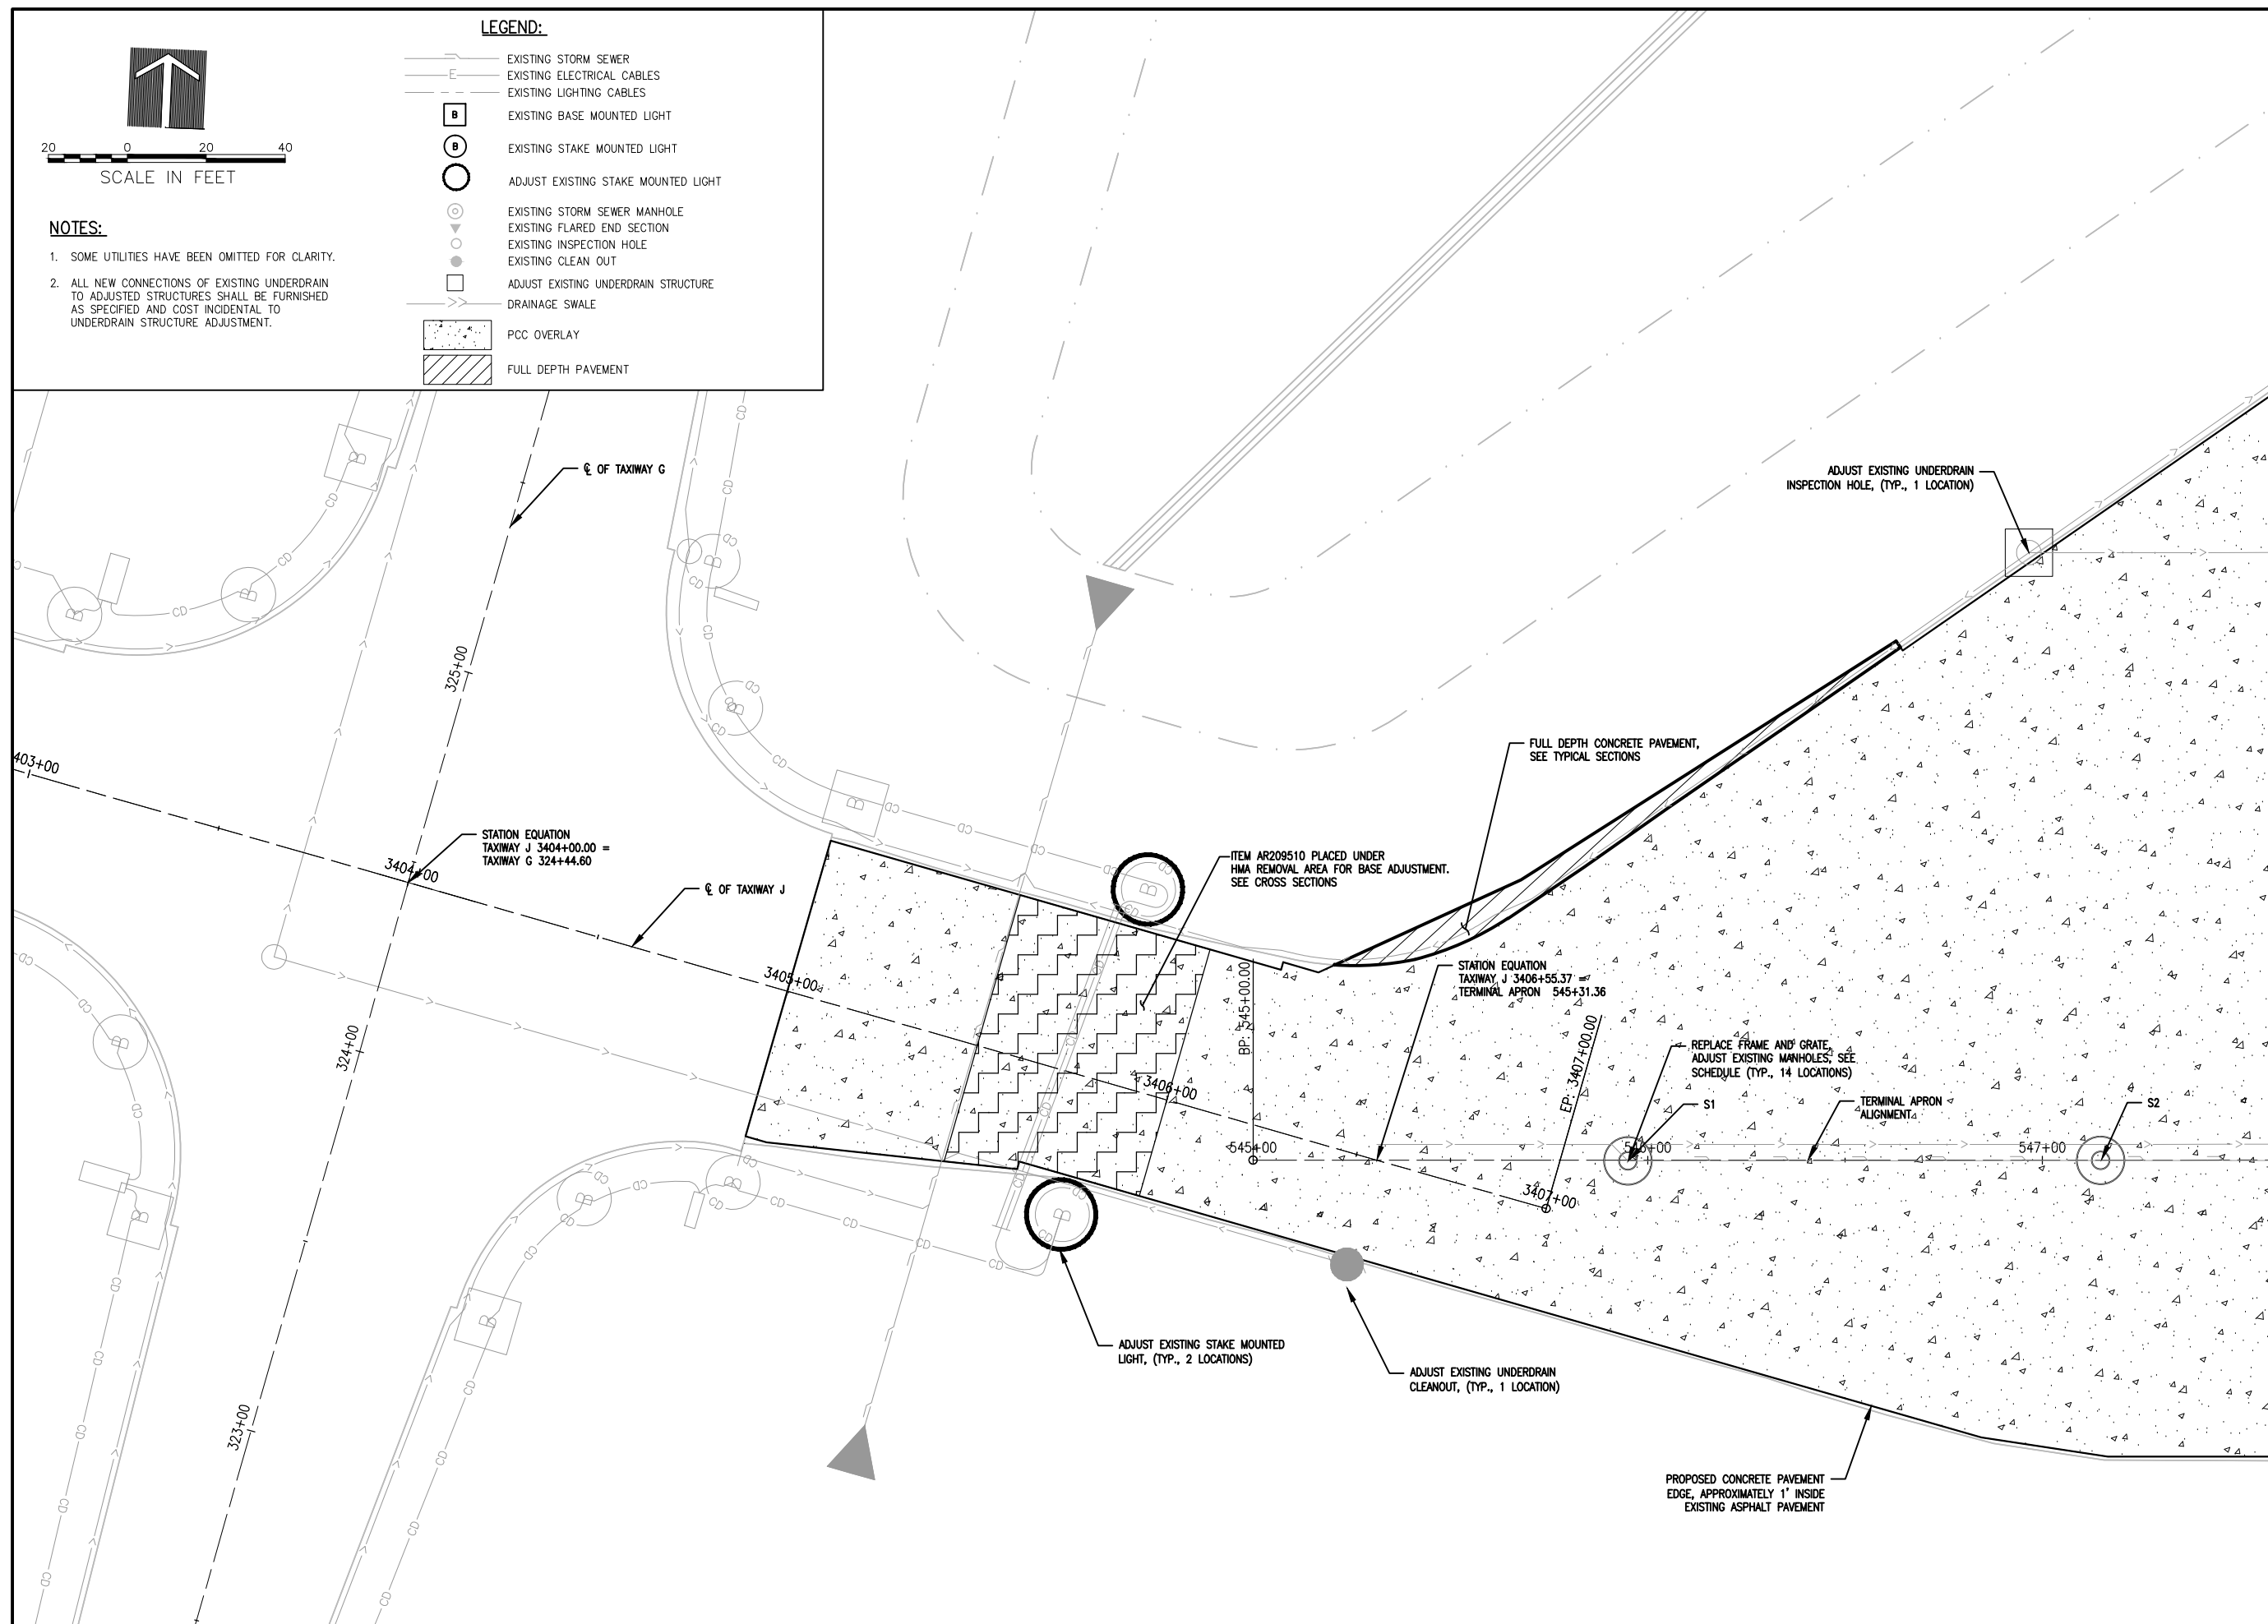 LEGEND:
EXISTING STORM SEWER
E
EXISTING ELECTRICAL CABLES
EXISTING LIGHTING CABLES
B
EXISTING BASE MOUNTED LIGHT
B
EXISTING STAKE MOUNTED LIGHT
ADJUST EXISTING STAKE MOUNTED LIGHT
EXISTING STORM SEWER MANHOLE
EXISTING FLARED END SECTION
EXISTING INSPECTION HOLE
EXISTING CLEAN OUT
ADJUST EXISTING UNDERDRAIN STRUCTURE
DRAINAGE SWALE
PCC OVERLAY
FULL DEPTH PAVEMENT
20 0 20 40
SCALE IN FEET
NOTES:
1. SOME UTILITIES HAVE BEEN OMITTED FOR CLARITY.
2. ALL NEW CONNECTIONS OF EXISTING UNDERDRAIN
TO ADJUSTED STRUCTURES SHALL BE FURNISHED
AS SPECIFIED AND COST INCIDENTAL TO
UNDERDRAIN STRUCTURE ADJUSTMENT.
℄ OF TAXIWAY G
ADJUST EXISTING UNDERDRAIN
INSPECTION HOLE, (TYP., 1 LOCATION)
325+00
403+00
FULL DEPTH CONCRETE PAVEMENT,
SEE TYPICAL SECTIONS
STATION EQUATION
TAXIWAY J 3404+00.00 =
TAXIWAY G 324+44.60
3404+00
℄ OF TAXIWAY J
ITEM AR209510 PLACED UNDER
HMA REMOVAL AREA FOR BASE ADJUSTMENT.
SEE CROSS SECTIONS
3405+00
STATION EQUATION
TAXIWAY J 3406+55.37 =
TERMINAL APRON 545+31.36
BP: 545+00.00
324+00
EP: 3407+00.00
REPLACE FRAME AND GRATE,
ADJUST EXISTING MANHOLES, SEE
SCHEDULE (TYP., 14 LOCATIONS)
3406+00
S1
TERMINAL APRON
ALIGNMENT
S2
545+00
546+00
547+00
3407+00
ADJUST EXISTING STAKE MOUNTED
LIGHT, (TYP., 2 LOCATIONS)
ADJUST EXISTING UNDERDRAIN
CLEANOUT, (TYP., 1 LOCATION)
323+00
PROPOSED CONCRETE PAVEMENT
EDGE, APPROXIMATELY 1' INSIDE
EXISTING ASPHALT PAVEMENT